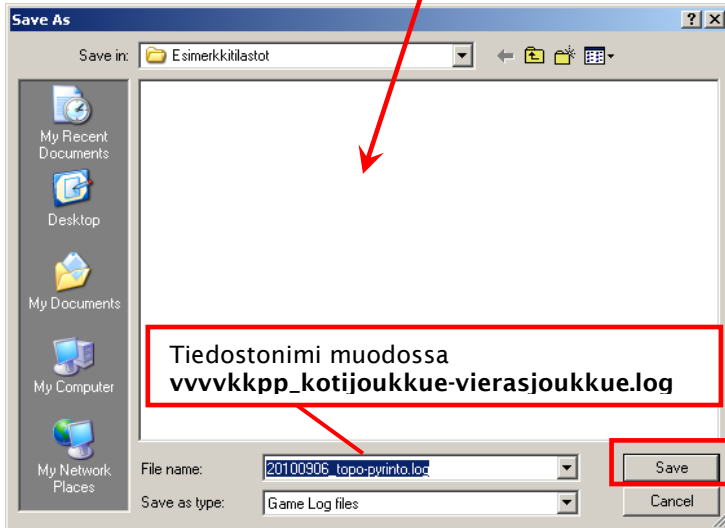 Save As
Save in:
Esimerkkitilastot
My Recent
Documents
Desktop
My Documents
My Computer
My Network
Places
Tiedostonimi muodossa
vvvvkkpp_kotijoukkue-vierasjoukkue.log
File name:
20100906_topo-pyrinto.log
Save
Save as type:
Game Log files
Cancel